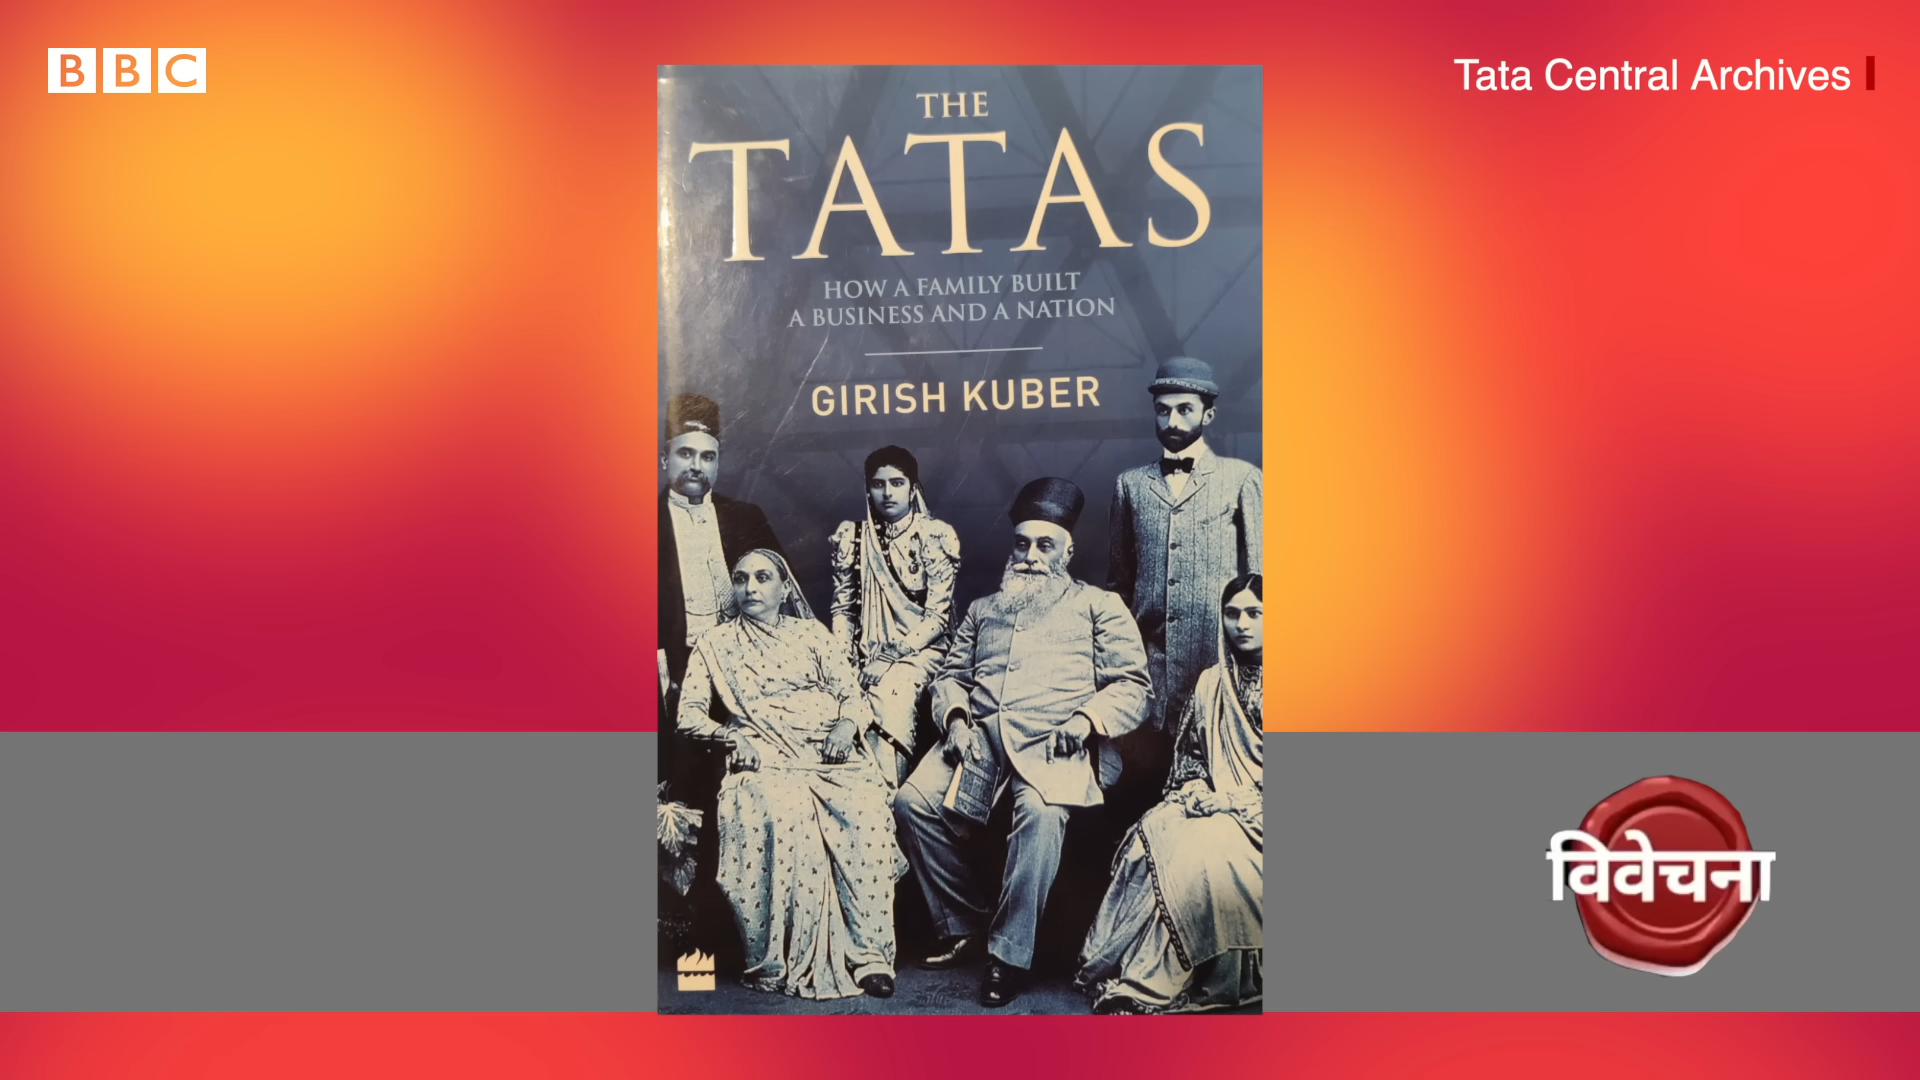 BBC
Tata Central Archives
THE
TATAS
HOW A FAMILY BUILT
A BUSINESS AND A NATION
GIRISH KUBER
विवेचना